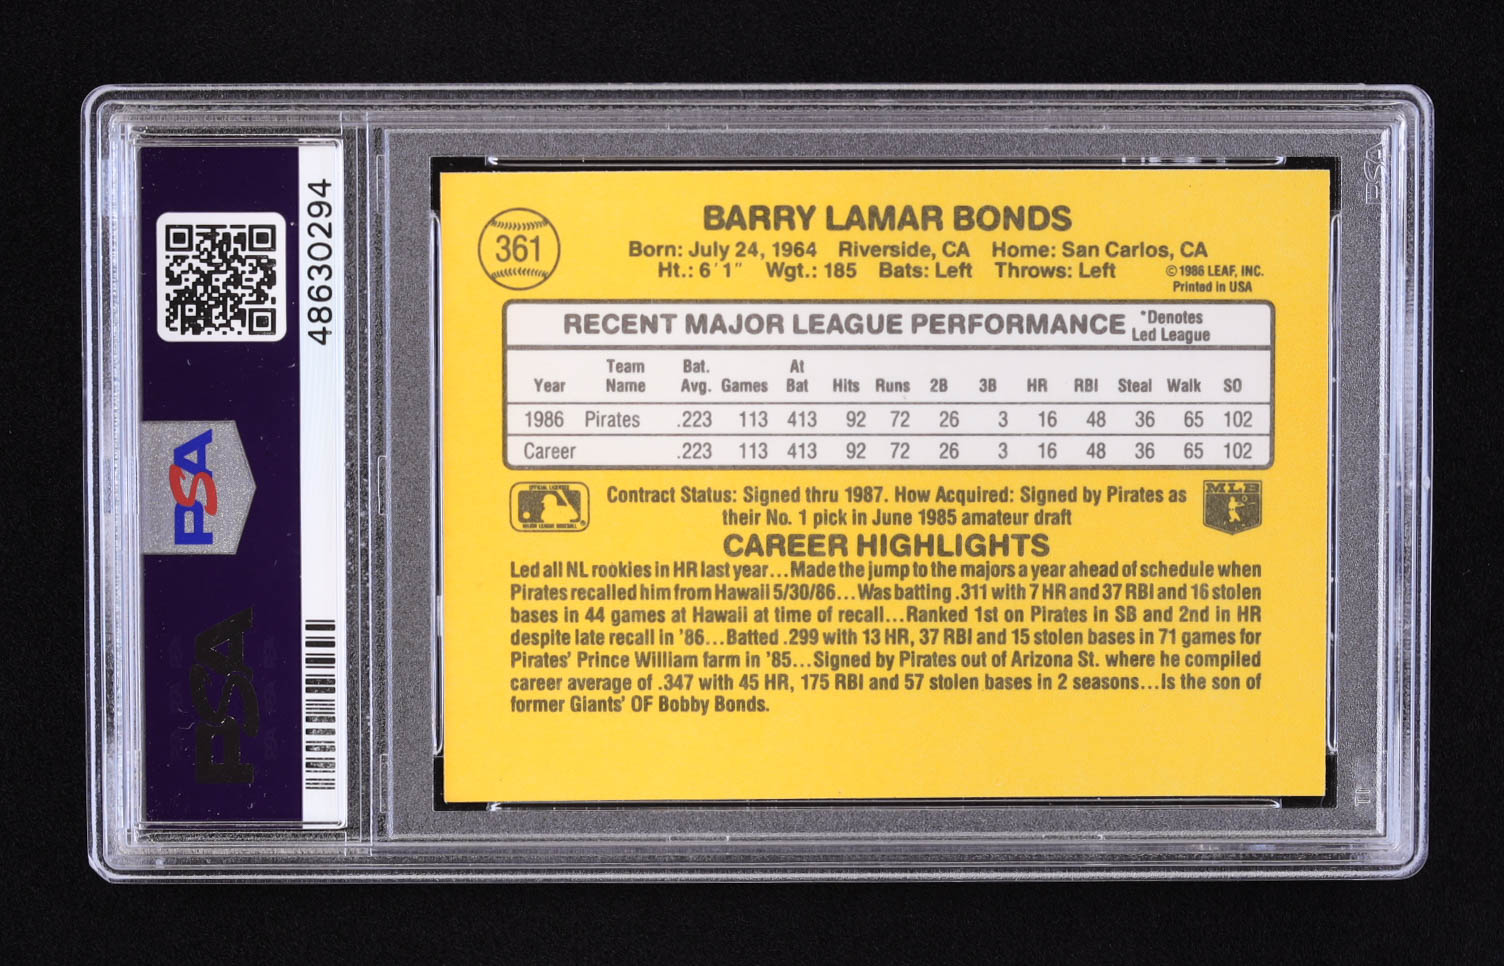 48630294
PSA
PSA
361
BARRY LAMAR BONDS
Born: July 24, 1964 Riverside, CA Home: San Carlos, CA
Ht.: 6'1" Wgt.: 185 Bats: Left Throws: Left
©1986 LEAF, INC.
Printed in USA
RECENT MAJOR LEAGUE PERFORMANCE *Denotes Led League
Year Team Name Bat. Avg. Games At Bat Hits Runs 2B 3B HR RBI Steal Walk SO
1986 Pirates .223 113 413 92 72 26 3 16 48 36 65 102
Career .223 113 413 92 72 26 3 16 48 36 65 102
Contract Status: Signed thru 1987. How Acquired: Signed by Pirates as
their No. 1 pick in June 1985 amateur draft
MLB
CAREER HIGHLIGHTS
Led all NL rookies in HR last year...Made the jump to the majors a year ahead of schedule when
Pirates recalled him from Hawaii 5/30/86...Was batting .311 with 7 HR and 37 RBI and 16 stolen
bases in 44 games at Hawaii at time of recall...Ranked 1st on Pirates in SB and 2nd in HR
despite late recall in '86...Batted .299 with 13 HR, 37 RBI and 15 stolen bases in 71 games for
Pirates' Prince William farm in '85...Signed by Pirates out of Arizona St. where he compiled
career average of .347 with 45 HR, 175 RBI and 57 stolen bases in 2 seasons...Is the son of
former Giants' OF Bobby Bonds.
PSA